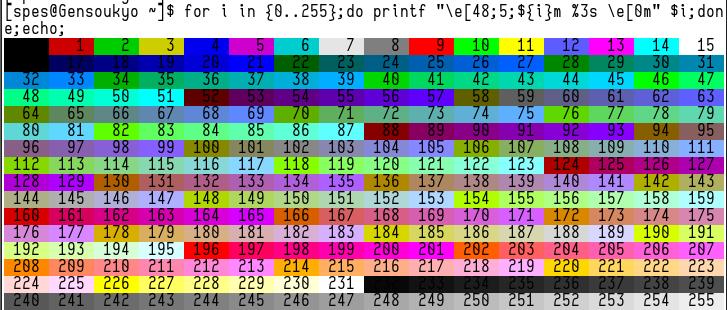 [spes@Gensoukyo ~]$ for i in {0..255};do printf "\e[48;5;${i}m %3s \e[0m" $i;don
e;echo;
1 2 3 4 5 6 7 8 9 10 11 12 13 14 15
17 18 19 20 21 22 23 24 25 26 27 28 29 30 31
32 33 34 35 36 37 38 39 40 41 42 43 44 45 46 47
48 49 50 51 52 53 54 55 56 57 58 59 60 61 62 63
64 65 66 67 68 69 70 71 72 73 74 75 76 77 78 79
80 81 82 83 84 85 86 87 88 89 90 91 92 93 94 95
96 97 98 99 100 101 102 103 104 105 106 107 108 109 110 111
112 113 114 115 116 117 118 119 120 121 122 123 124 125 126 127
128 129 130 131 132 133 134 135 136 137 138 139 140 141 142 143
144 145 146 147 148 149 150 151 152 153 154 155 156 157 158 159
160 161 162 163 164 165 166 167 168 169 170 171 172 173 174 175
176 177 178 179 180 181 182 183 184 185 186 187 188 189 190 191
192 193 194 195 196 197 198 199 200 201 202 203 204 205 206 207
208 209 210 211 212 213 214 215 216 217 218 219 220 221 222 223
224 225 226 227 228 229 230 231 233 234 235 236 237 238 239
240 241 242 243 244 245 246 247 248 249 250 251 252 253 254 255